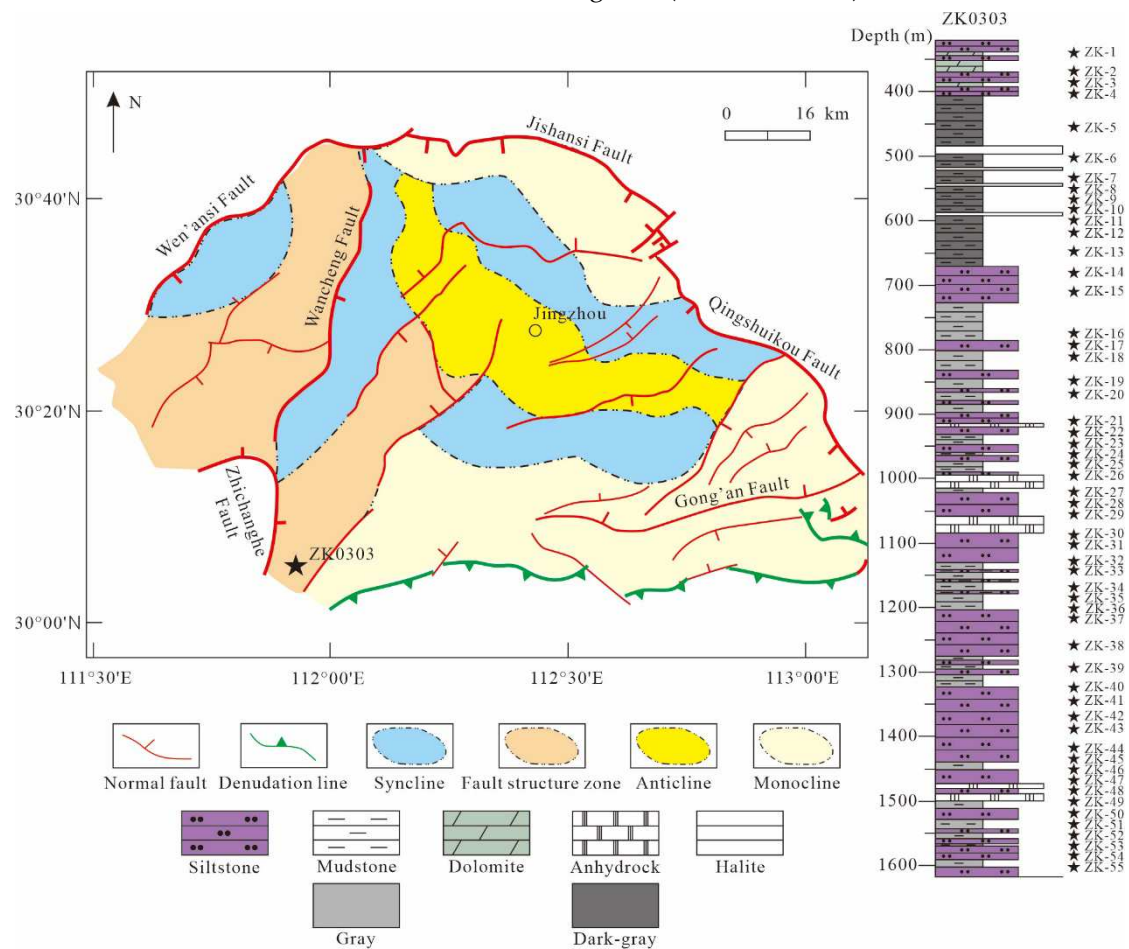 ZK0303
Depth (m)
N
0 16 km
Jishansi Fault
Wen'ansi Fault
Wancheng Fault
Jingzhou
Qingshuikou Fault
Zhichanghe
Fault
Gong'an Fault
ZK0303
30°40'N
30°20'N
30°00'N
111°30'E 112°00'E 112°30'E 113°00'E
400
500
600
700
800
900
1000
1100
1200
1300
1400
1500
1600
ZK-1
ZK-2
ZK-3
ZK-4
ZK-5
ZK-6
ZK-7
ZK-8
ZK-9
ZK-10
ZK-11
ZK-12
ZK-13
ZK-14
ZK-15
ZK-16
ZK-17
ZK-18
ZK-19
ZK-20
ZK-21
ZK-22
ZK-23
ZK-24
ZK-25
ZK-26
ZK-27
ZK-28
ZK-29
ZK-30
ZK-31
ZK-32
ZK-33
ZK-34
ZK-35
ZK-36
ZK-37
ZK-38
ZK-39
ZK-40
ZK-41
ZK-42
ZK-43
ZK-44
ZK-45
ZK-46
ZK-47
ZK-48
ZK-49
ZK-50
ZK-51
ZK-52
ZK-53
ZK-54
ZK-55
Normal fault Denudation line Syncline Fault structure zone Anticline Monocline
Siltstone Mudstone Dolomite Anhydrock Halite
Gray Dark-gray